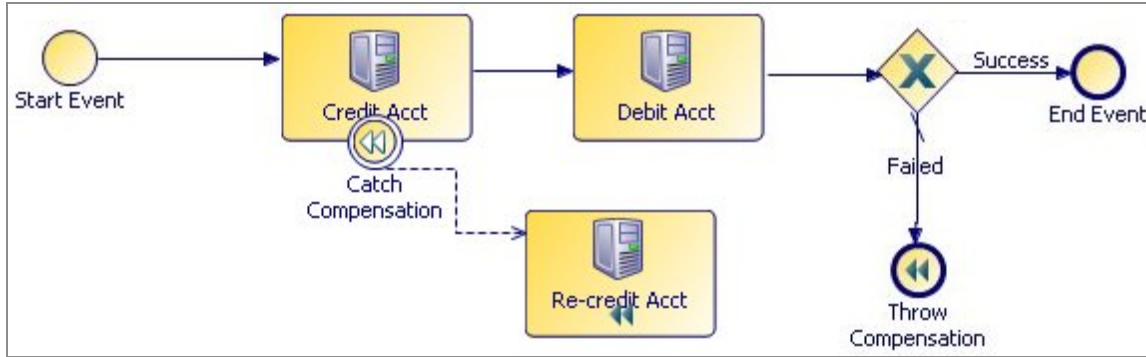 Start Event
Credit Acct
Debit Acct
Success
End Event
Failed
Catch
Compensation
Re-credit Acct
Throw
Compensation